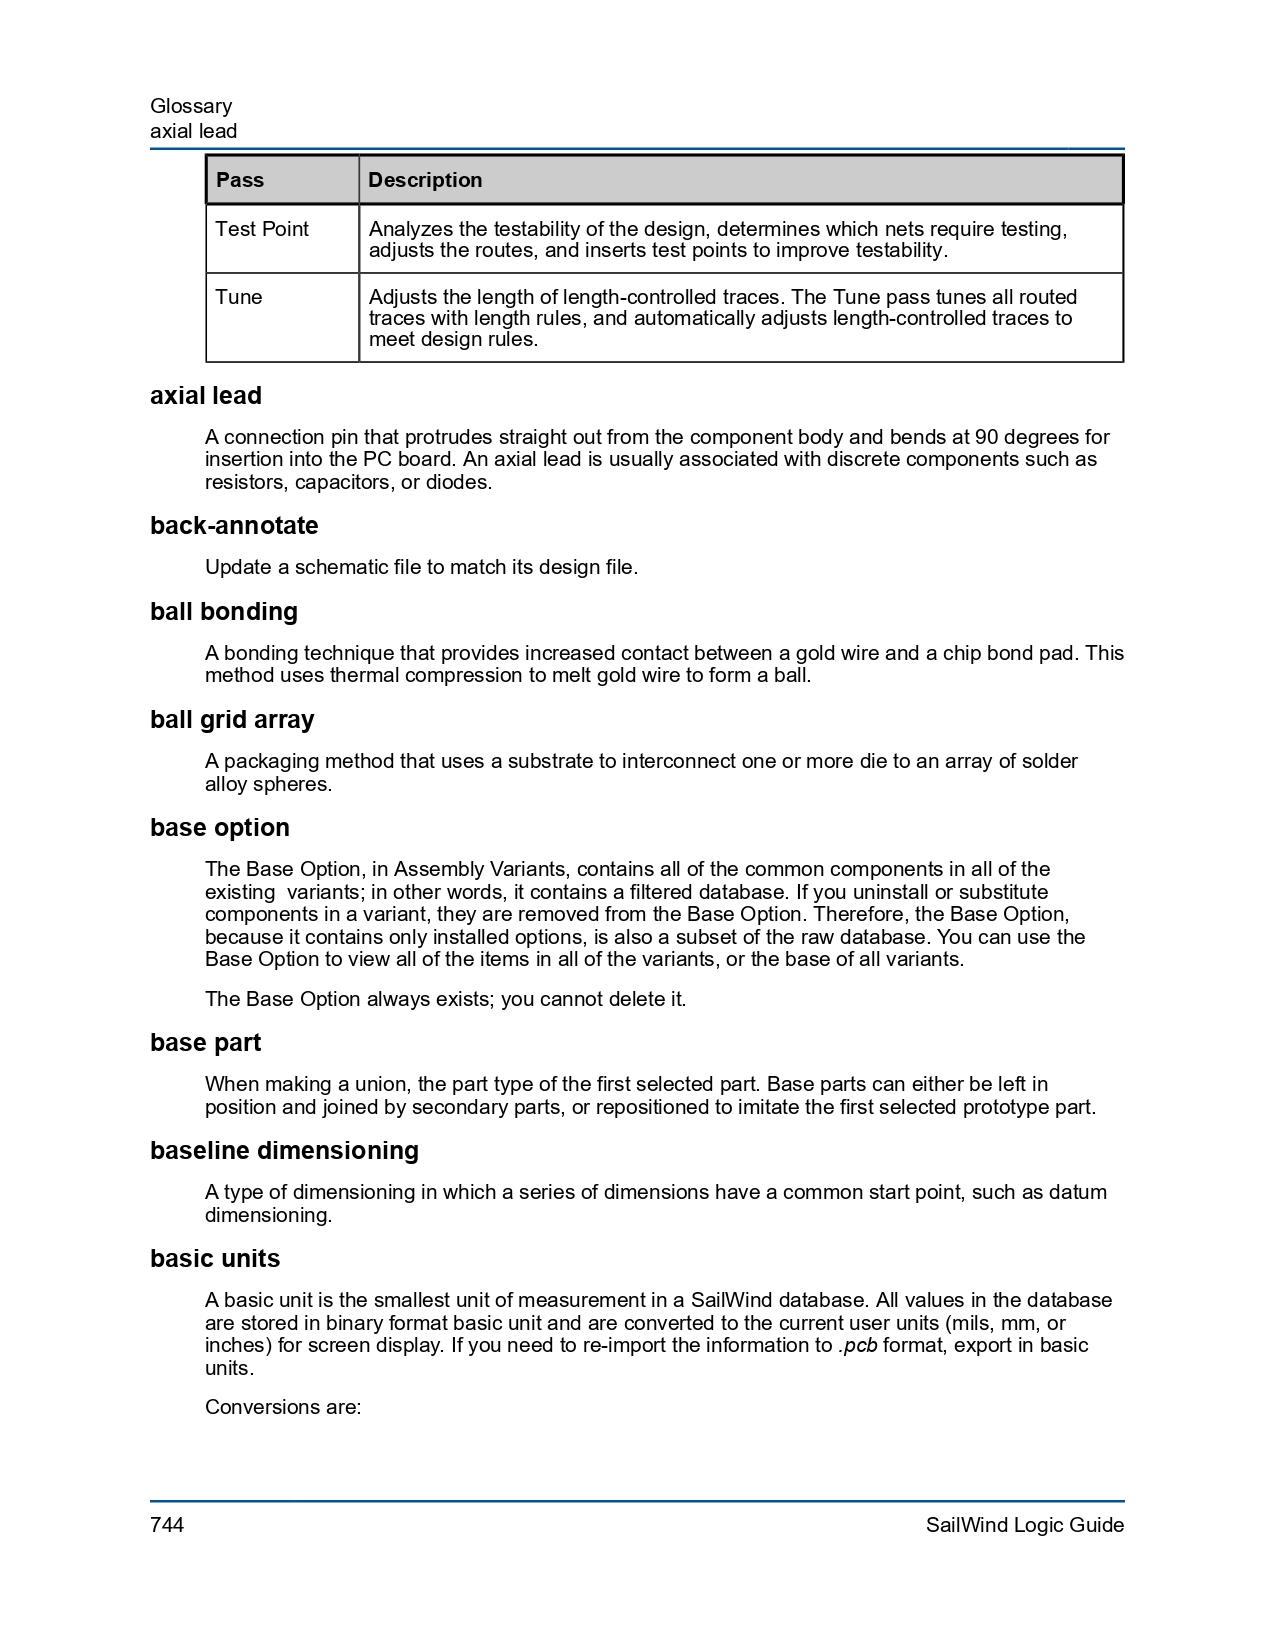 Glossary
axial lead
Pass Description
Test Point Analyzes the testability of the design, determines which nets require testing,
adjusts the routes, and inserts test points to improve testability.
Tune Adjusts the length of length-controlled traces. The Tune pass tunes all routed
traces with length rules, and automatically adjusts length-controlled traces to
meet design rules.
axial lead
A connection pin that protrudes straight out from the component body and bends at 90 degrees for
insertion into the PC board. An axial lead is usually associated with discrete components such as
resistors, capacitors, or diodes.
back-annotate
Update a schematic file to match its design file.
ball bonding
A bonding technique that provides increased contact between a gold wire and a chip bond pad. This
method uses thermal compression to melt gold wire to form a ball.
ball grid array
A packaging method that uses a substrate to interconnect one or more die to an array of solder
alloy spheres.
base option
The Base Option, in Assembly Variants, contains all of the common components in all of the
existing  variants; in other words, it contains a filtered database. If you uninstall or substitute
components in a variant, they are removed from the Base Option. Therefore, the Base Option,
because it contains only installed options, is also a subset of the raw database. You can use the
Base Option to view all of the items in all of the variants, or the base of all variants.
The Base Option always exists; you cannot delete it.
base part
When making a union, the part type of the first selected part. Base parts can either be left in
position and joined by secondary parts, or repositioned to imitate the first selected prototype part.
baseline dimensioning
A type of dimensioning in which a series of dimensions have a common start point, such as datum
dimensioning.
basic units
A basic unit is the smallest unit of measurement in a SailWind database. All values in the database
are stored in binary format basic unit and are converted to the current user units (mils, mm, or
inches) for screen display. If you need to re-import the information to .pcb format, export in basic
units.
Conversions are:
744 SailWind Logic Guide